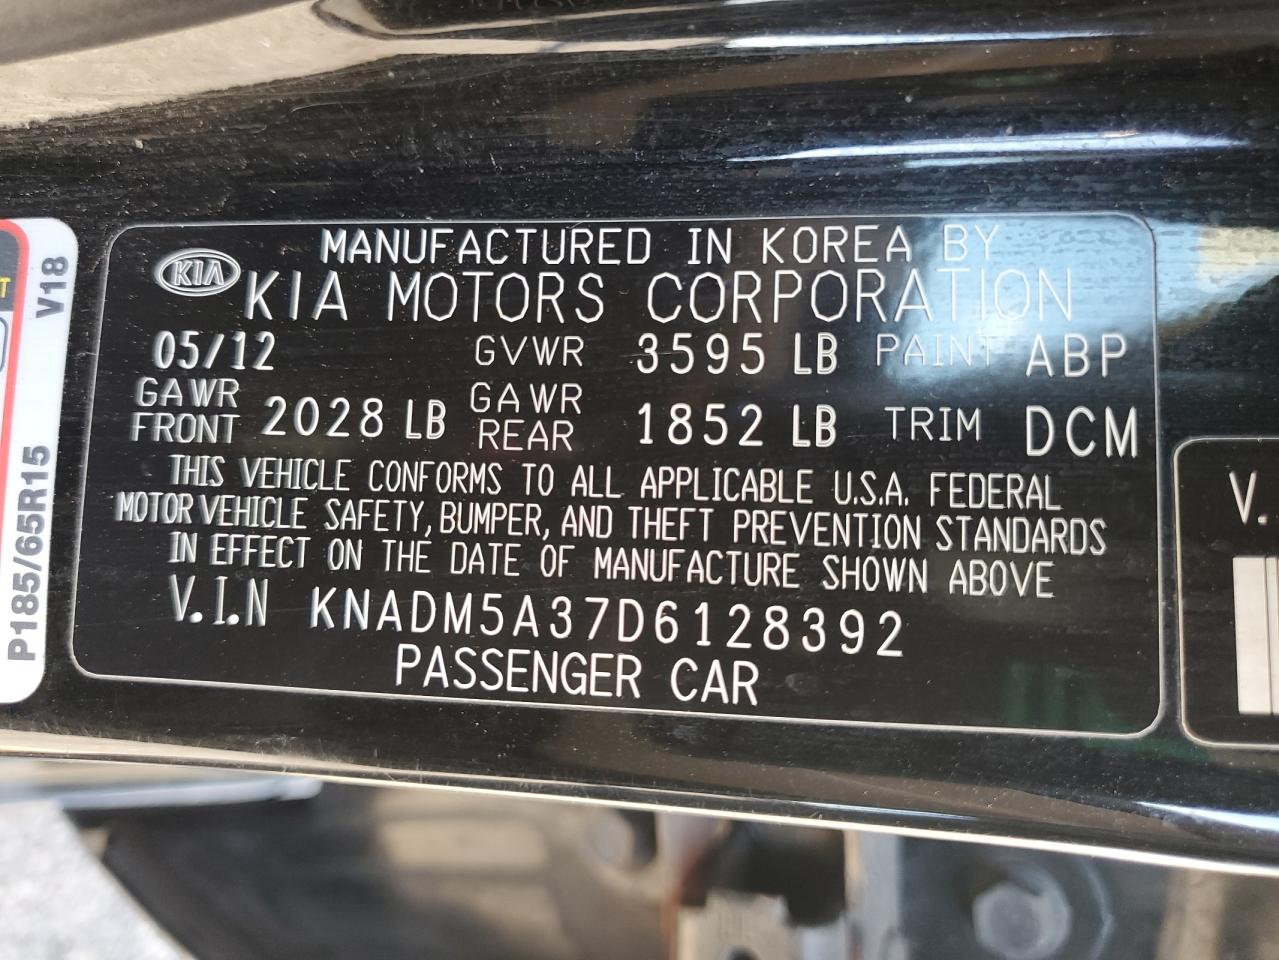 MANUFACTURED IN KOREA BY
KIA
KIA MOTORS CORPORATION
05/12 GVWR 3595 LB PAINT ABP
GAWR FRONT 2028 LB GAWR REAR 1852 LB TRIM DCM
THIS VEHICLE CONFORMS TO ALL APPLICABLE U.S.A. FEDERAL
MOTOR VEHICLE SAFETY, BUMPER, AND THEFT PREVENTION STANDARDS
IN EFFECT ON THE DATE OF MANUFACTURE SHOWN ABOVE
V.I.N KNADM5A37D6128392
PASSENGER CAR
P185/65R15
V18
T
V.